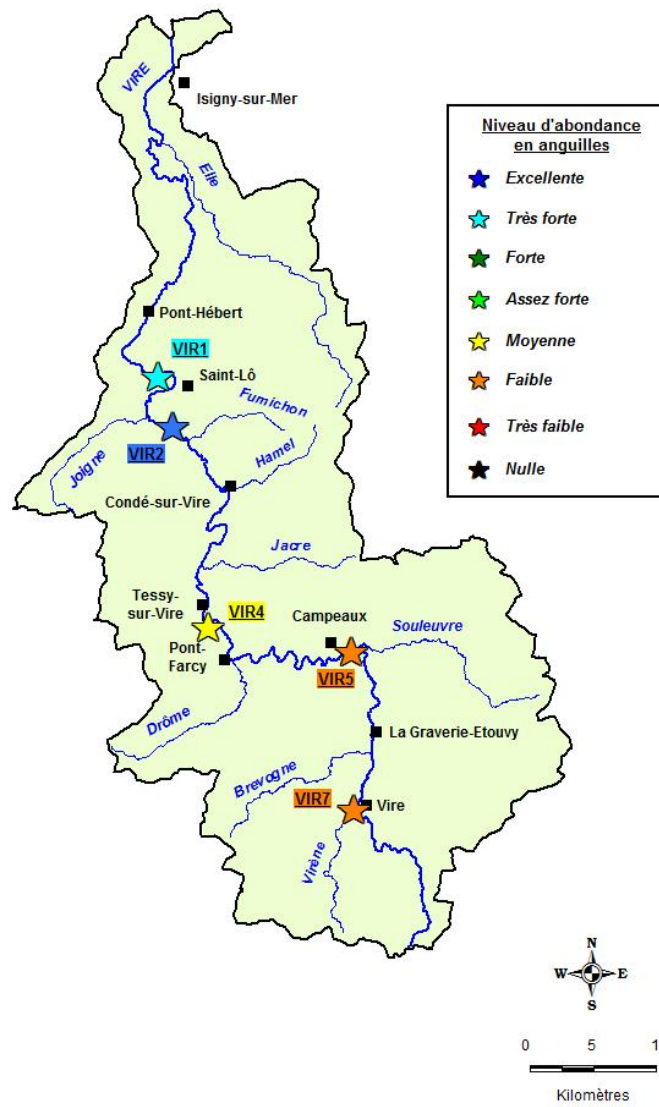 VIRE
Isigny-sur-Mer
Elle
Niveau d'abondance
en anguilles
Excellente
Très forte
Forte
Assez forte
Moyenne
Faible
Très faible
Nulle
Pont-Hébert
VIR1
Saint-Lô
Fumichon
VIR2
Joigne
Hamel
Condé-sur-Vire
Jacre
Tessy-
sur-Vire
VIR4
Campeaux
Souleuvre
Pont-
Farcy
VIR5
Drôme
La Graverie-Etouvy
Brevogne
VIR7
Vire
Virène
N
W
E
S
0 5 1
Kilomètres